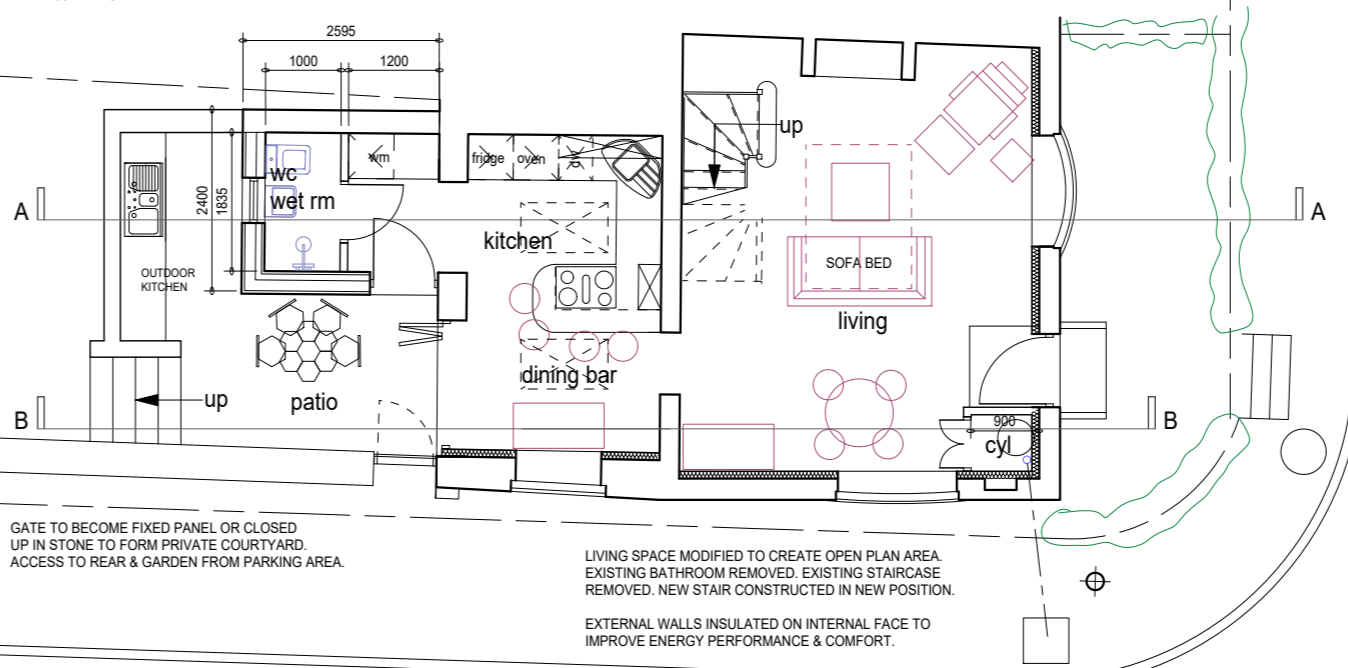 2595
1000
1200
2400
1835
wc
wet rm
wm
fridge
oven
dw
up
A
A
kitchen
OUTDOOR
KITCHEN
SOFA BED
living
dining bar
up
patio
B
B
900
cyl
GATE TO BECOME FIXED PANEL OR CLOSED
UP IN STONE TO FORM PRIVATE COURTYARD.
ACCESS TO REAR & GARDEN FROM PARKING AREA.
LIVING SPACE MODIFIED TO CREATE OPEN PLAN AREA.
EXISTING BATHROOM REMOVED. EXISTING STAIRCASE
REMOVED. NEW STAIR CONSTRUCTED IN NEW POSITION.
EXTERNAL WALLS INSULATED ON INTERNAL FACE TO
IMPROVE ENERGY PERFORMANCE & COMFORT.